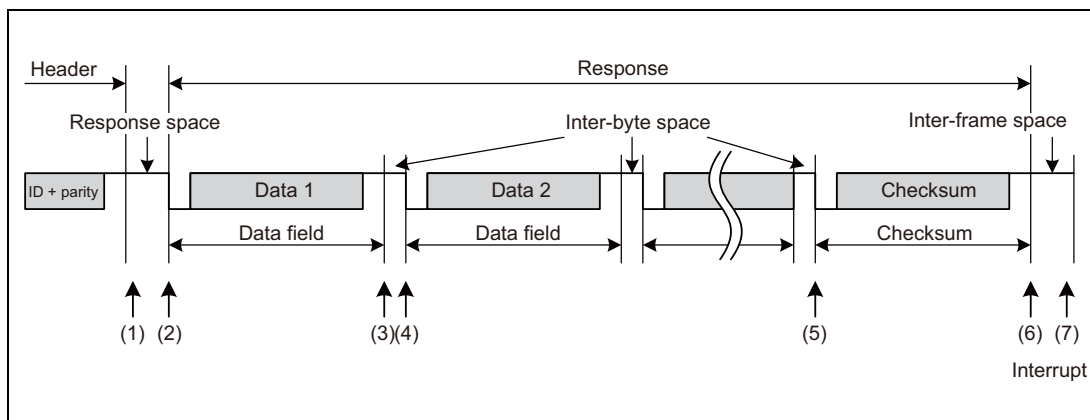 Header
Response
Response space
Inter-byte space
Inter-frame space
ID + parity
Data 1
Data 2
Checksum
Data field
Data field
Checksum
(1)
(2)
(3)
(4)
(5)
(6)
(7)
Interrupt